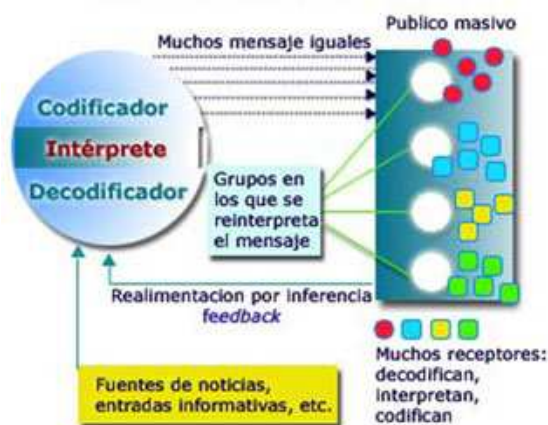 Publico masivo
Muchos mensaje iguales
Codificador
Intérprete
Decodificador
Grupos en
los que se
reinterpreta
el mensaje
Realimentacion por inferencia
feedback
Muchos receptores:
decodifican,
interpretan,
codifican
Fuentes de noticias,
entradas informativas, etc.